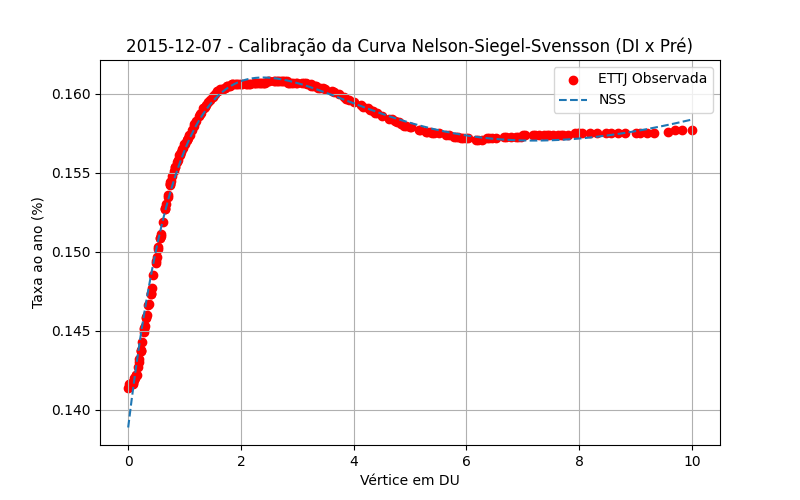 2015-12-07 - Calibração da Curva Nelson-Siegel-Svensson (DI x Pré)
ETTJ Observada
NSS
0.160
0.155
0.150
0.145
0.140
Taxa ao ano (%)
0 2 4 6 8 10
Vértice em DU